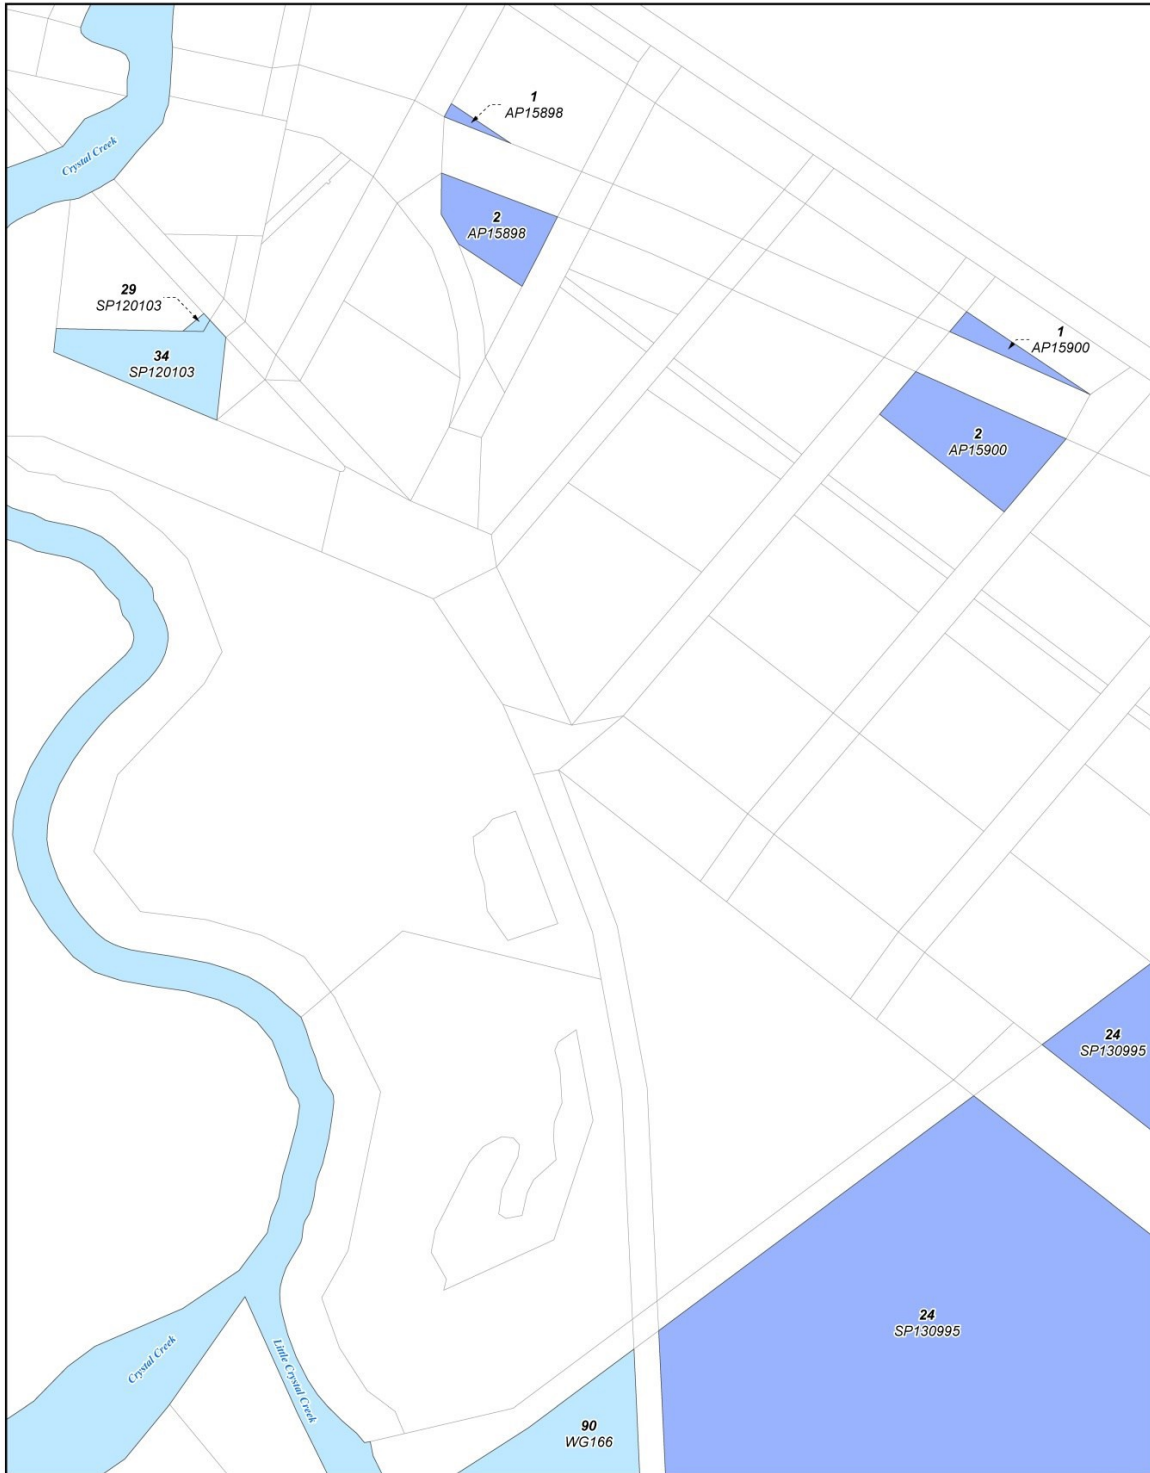 1
AP15898
Crystal Creek
2
AP15898
29
SP120103
34
SP120103
1
AP15900
2
AP15900
24
SP130995
24
SP130995
Crystal Creek
Little Crystal Creek
90
WG166